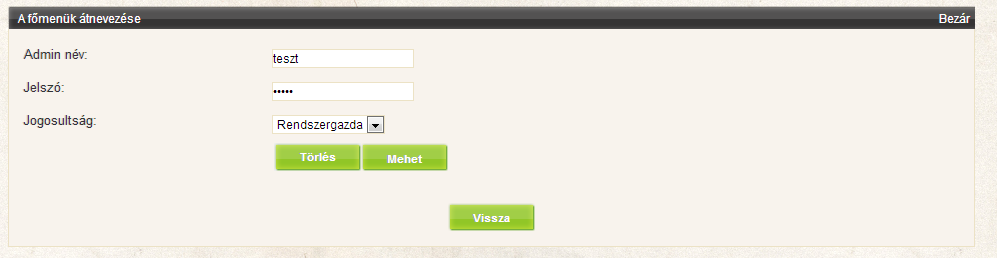 A főmenük átnevezése Bezár
Admin név: teszt
Jelszó: •••••
Jogosultság: Rendszergazda
Törlés Mehet
Vissza